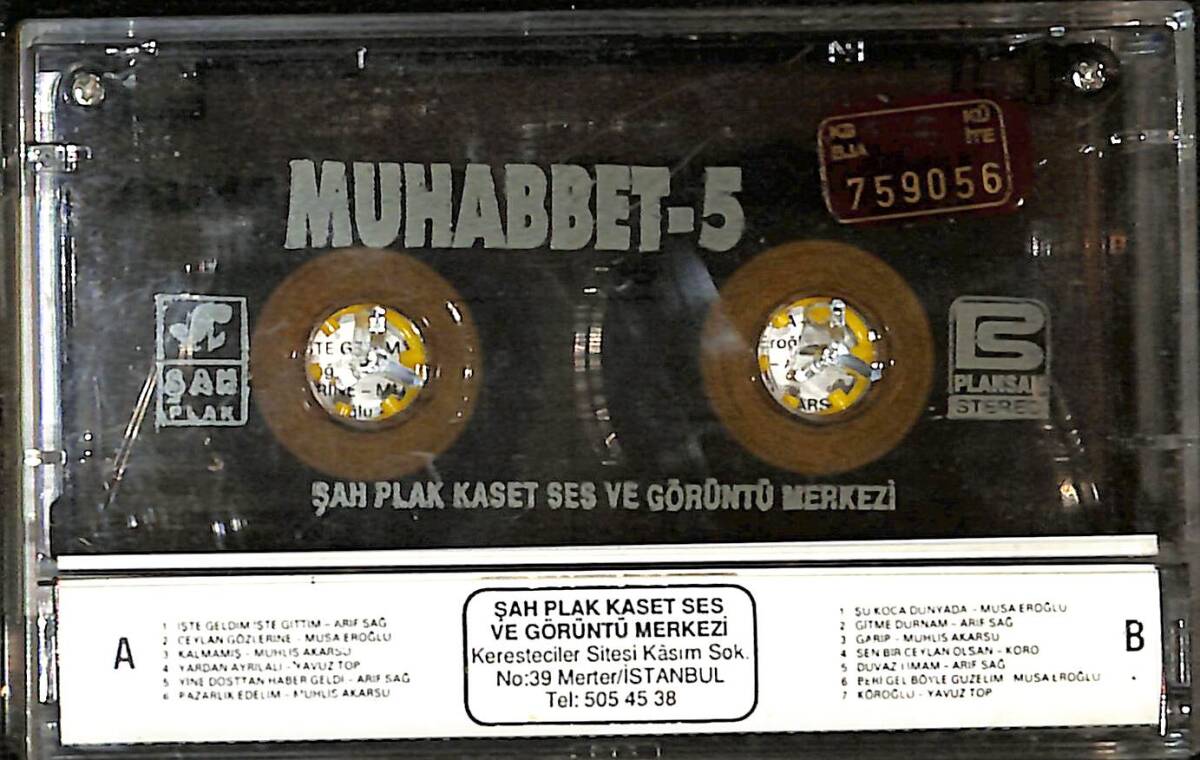 MUHABBET-5
759056
ŞAH
PLAK
PLAKSAN
STEREO
ŞAH PLAK KASET SES VE GÖRÜNTÜ MERKEZİ
A
1 İŞTE GELDİM İŞTE GİTTİM – ARİF SAĞ
2 CEYLAN GÖZLERİNE – MUSA EROĞLU
3 KALMAMIŞ – MUHLİS AKARSU
4 YARDAN AYRILALI – YAVUZ TOP
5 YİNE DOSTTAN HABER GELDİ – ARİF SAĞ
6 PAZARLIK EDELİM – MUHLİS AKARSU
ŞAH PLAK KASET SES
VE GÖRÜNTÜ MERKEZİ
Keresteciler Sitesi Kâsım Sok.
No:39 Merter/İSTANBUL
Tel: 505 45 38
B
1 ŞU KOCA DÜNYADA – MUSA EROĞLU
2 GİTME DURNAM – ARİF SAĞ
3 GARİP – MUHLİS AKARSU
4 SEN BİR CEYLAN OLSAN – KORO
5 DUVAZ I İMAM – ARİF SAĞ
6 PERİ GEL BÖYLE GÜZELİM MUSA EROĞLU
7 KÖROĞLU – YAVUZ TOP